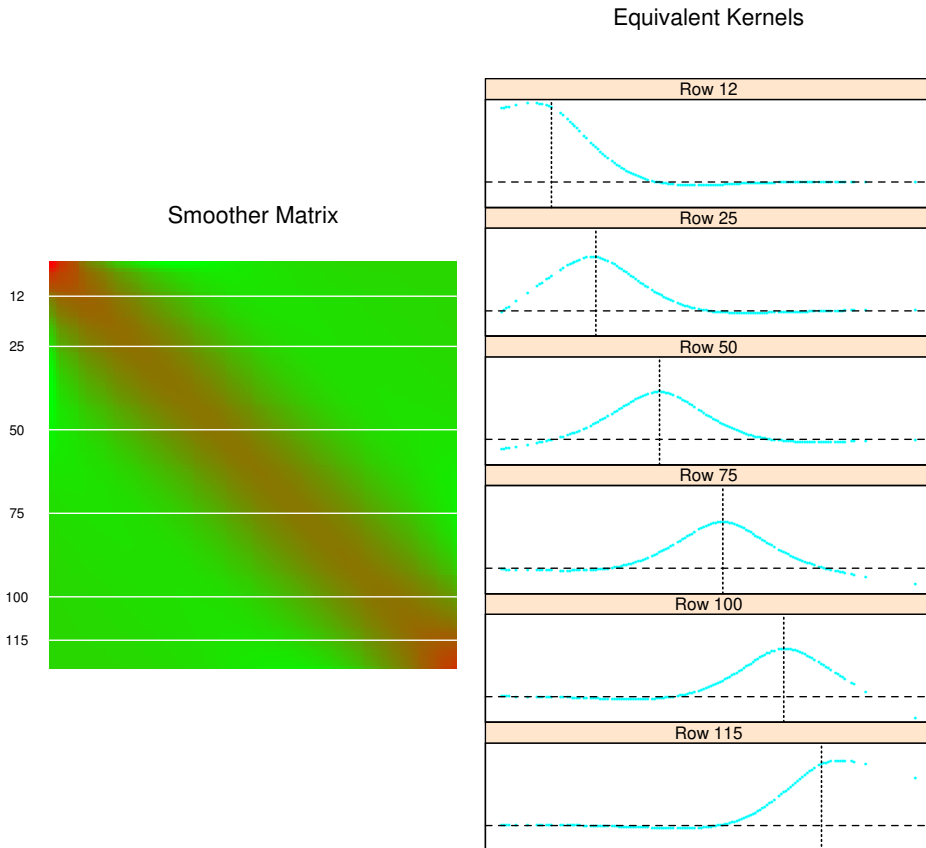 Equivalent Kernels
Row 12
Smoother Matrix
Row 25
12
25
Row 50
50
Row 75
75
100
Row 100
115
Row 115